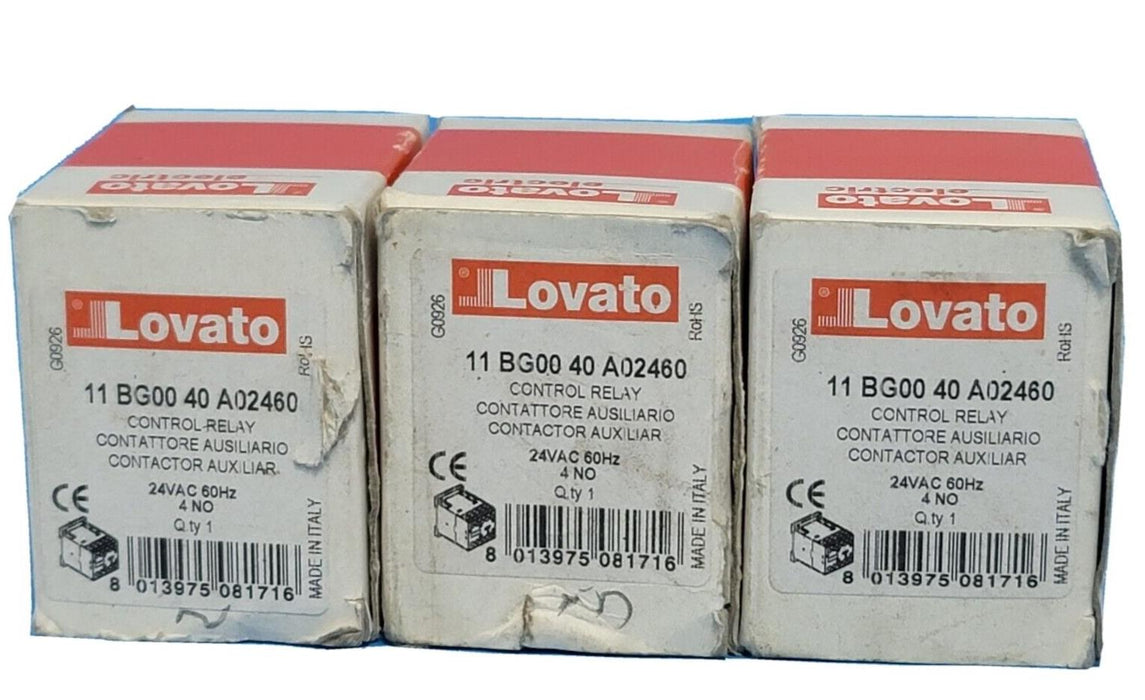 Lovato
electric
Lovato
electric
Lovato
electric
® Lovato
G0926
RoHS
11 BG00 40 A02460
CONTROL RELAY
CONTATTORE AUSILIARIO
CONTACTOR AUXILIAR
CE
24VAC 60Hz
4 NO
Q.ty 1
MADE IN ITALY
8 013975 081716
2
® Lovato
G0926
RoHS
11 BG00 40 A02460
CONTROL RELAY
CONTATTORE AUSILIARIO
CONTACTOR AUXILIAR
CE
24VAC 60Hz
4 NO
Q.ty 1
MADE IN ITALY
8 013975 081716
® Lovato
G0926
RoHS
11 BG00 40 A02460
CONTROL RELAY
CONTATTORE AUSILIARIO
CONTACTOR AUXILIAR
CE
24VAC 60Hz
4 NO
Q.ty 1
MADE IN ITALY
8 013975 081716